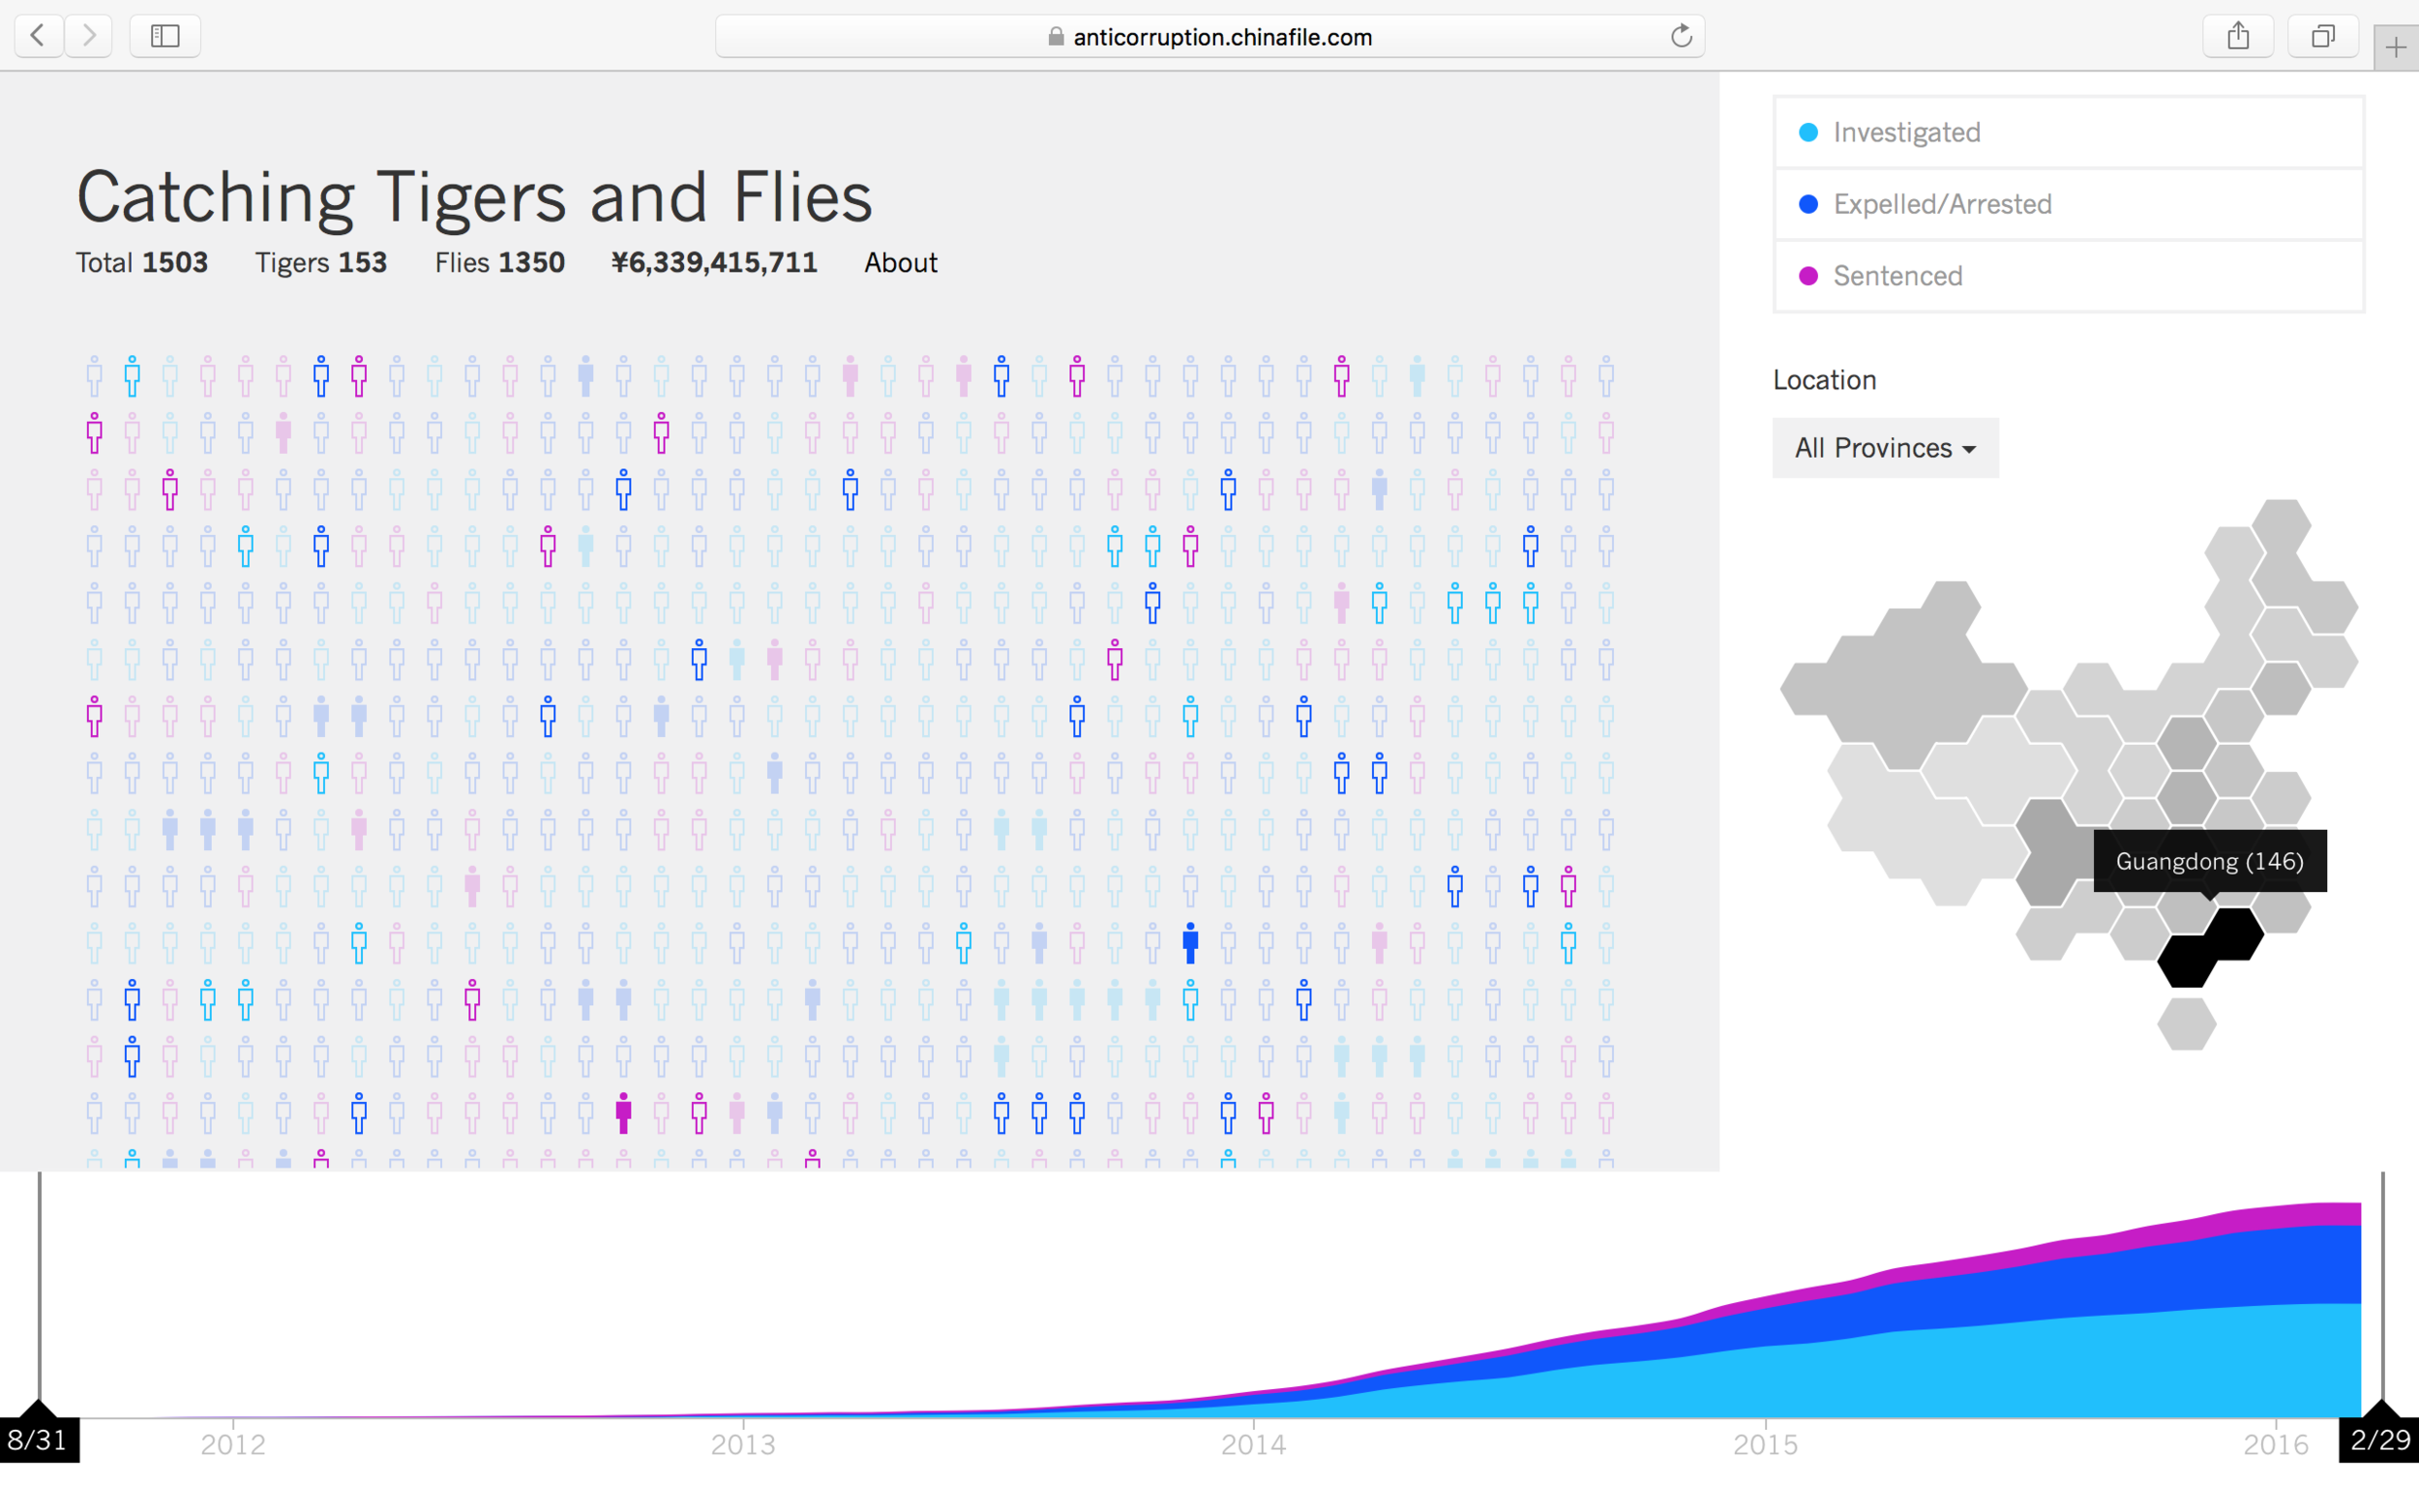 anticorruption.chinafile.com
Catching Tigers and Flies
Total 1503 Tigers 153 Flies 1350 ¥6,339,415,711 About
Investigated
Expelled/Arrested
Sentenced
Location
All Provinces
Guangdong (146)
8/31
2012 2013 2014 2015 2016
2/29